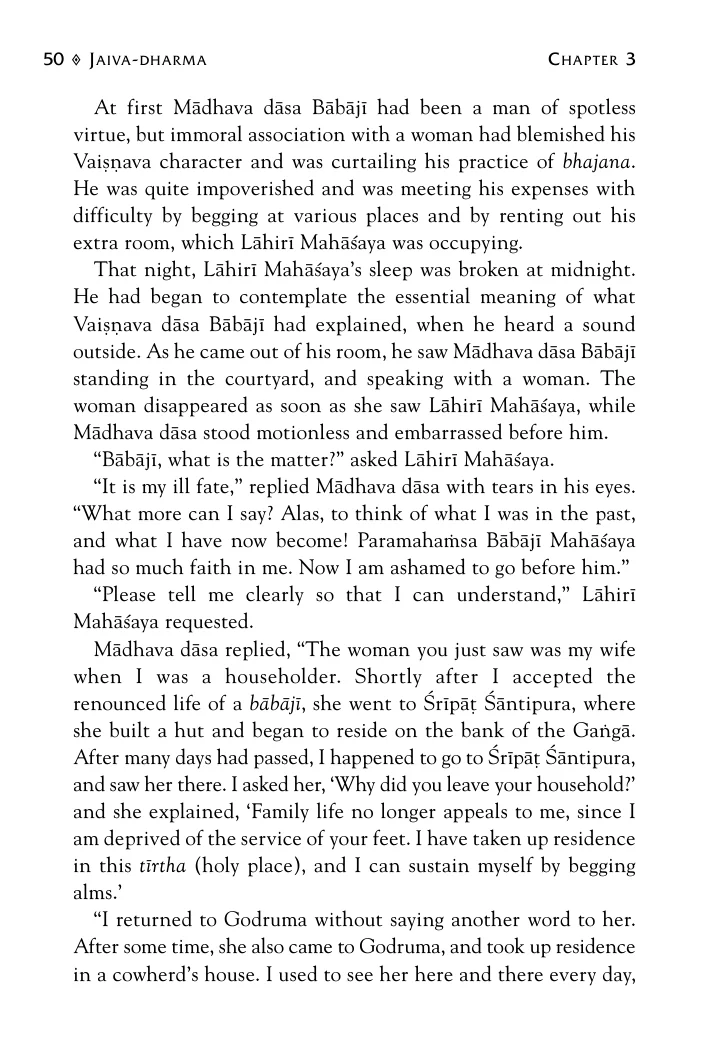 50 ◈ JAIVA-DHARMA CHAPTER 3
At first Mādhava dāsa Bābājī had been a man of spotless
virtue, but immoral association with a woman had blemished his
Vaiṣṇava character and was curtailing his practice of bhajana.
He was quite impoverished and was meeting his expenses with
difficulty by begging at various places and by renting out his
extra room, which Lāhirī Mahāśaya was occupying.
That night, Lāhirī Mahāśaya’s sleep was broken at midnight.
He had began to contemplate the essential meaning of what
Vaiṣṇava dāsa Bābājī had explained, when he heard a sound
outside. As he came out of his room, he saw Mādhava dāsa Bābājī
standing in the courtyard, and speaking with a woman. The
woman disappeared as soon as she saw Lāhirī Mahāśaya, while
Mādhava dāsa stood motionless and embarrassed before him.
“Bābājī, what is the matter?” asked Lāhirī Mahāśaya.
“It is my ill fate,” replied Mādhava dāsa with tears in his eyes.
“What more can I say? Alas, to think of what I was in the past,
and what I have now become! Paramahaṁsa Bābājī Mahāśaya
had so much faith in me. Now I am ashamed to go before him.”
“Please tell me clearly so that I can understand,” Lāhirī
Mahāśaya requested.
Mādhava dāsa replied, “The woman you just saw was my wife
when I was a householder. Shortly after I accepted the
renounced life of a bābājī, she went to Śrīpāṭ Śāntipura, where
she built a hut and began to reside on the bank of the Gaṅgā.
After many days had passed, I happened to go to Śrīpāṭ Śāntipura,
and saw her there. I asked her, ‘Why did you leave your household?’
and she explained, ‘Family life no longer appeals to me, since I
am deprived of the service of your feet. I have taken up residence
in this tīrtha (holy place), and I can sustain myself by begging
alms.’
“I returned to Godruma without saying another word to her.
After some time, she also came to Godruma, and took up residence
in a cowherd’s house. I used to see her here and there every day,